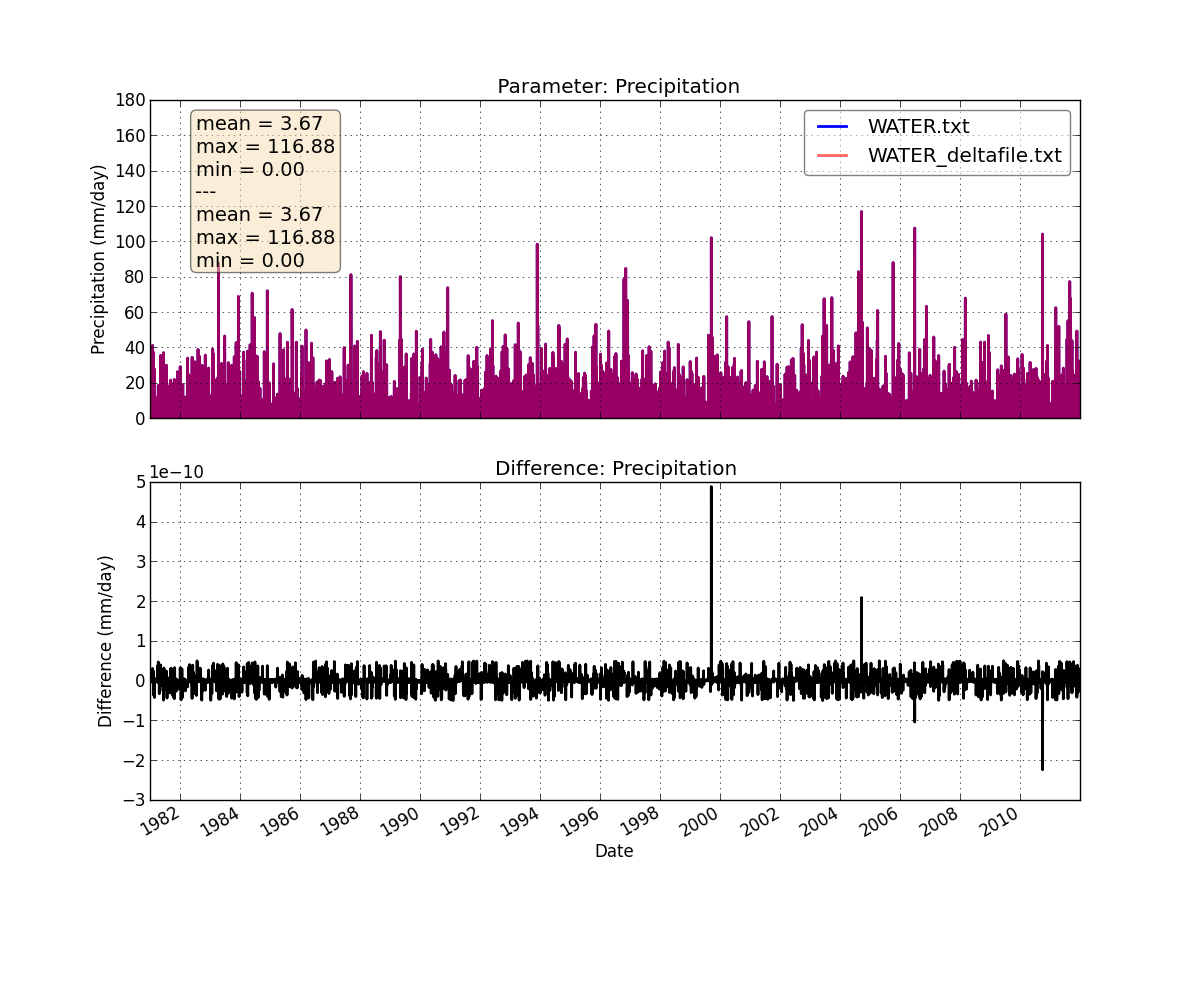 Parameter: Precipitation
180
160
140
120
100
80
60
40
20
0
Precipitation (mm/day)
mean = 3.67
max = 116.88
min = 0.00
---
mean = 3.67
max = 116.88
min = 0.00
WATER.txt
WATER_deltafile.txt
Difference: Precipitation
1e−10
5
4
3
2
1
0
−1
−2
−3
Difference (mm/day)
1982
1984
1986
1988
1990
1992
1994
1996
1998
2000
2002
2004
2006
2008
2010
Date